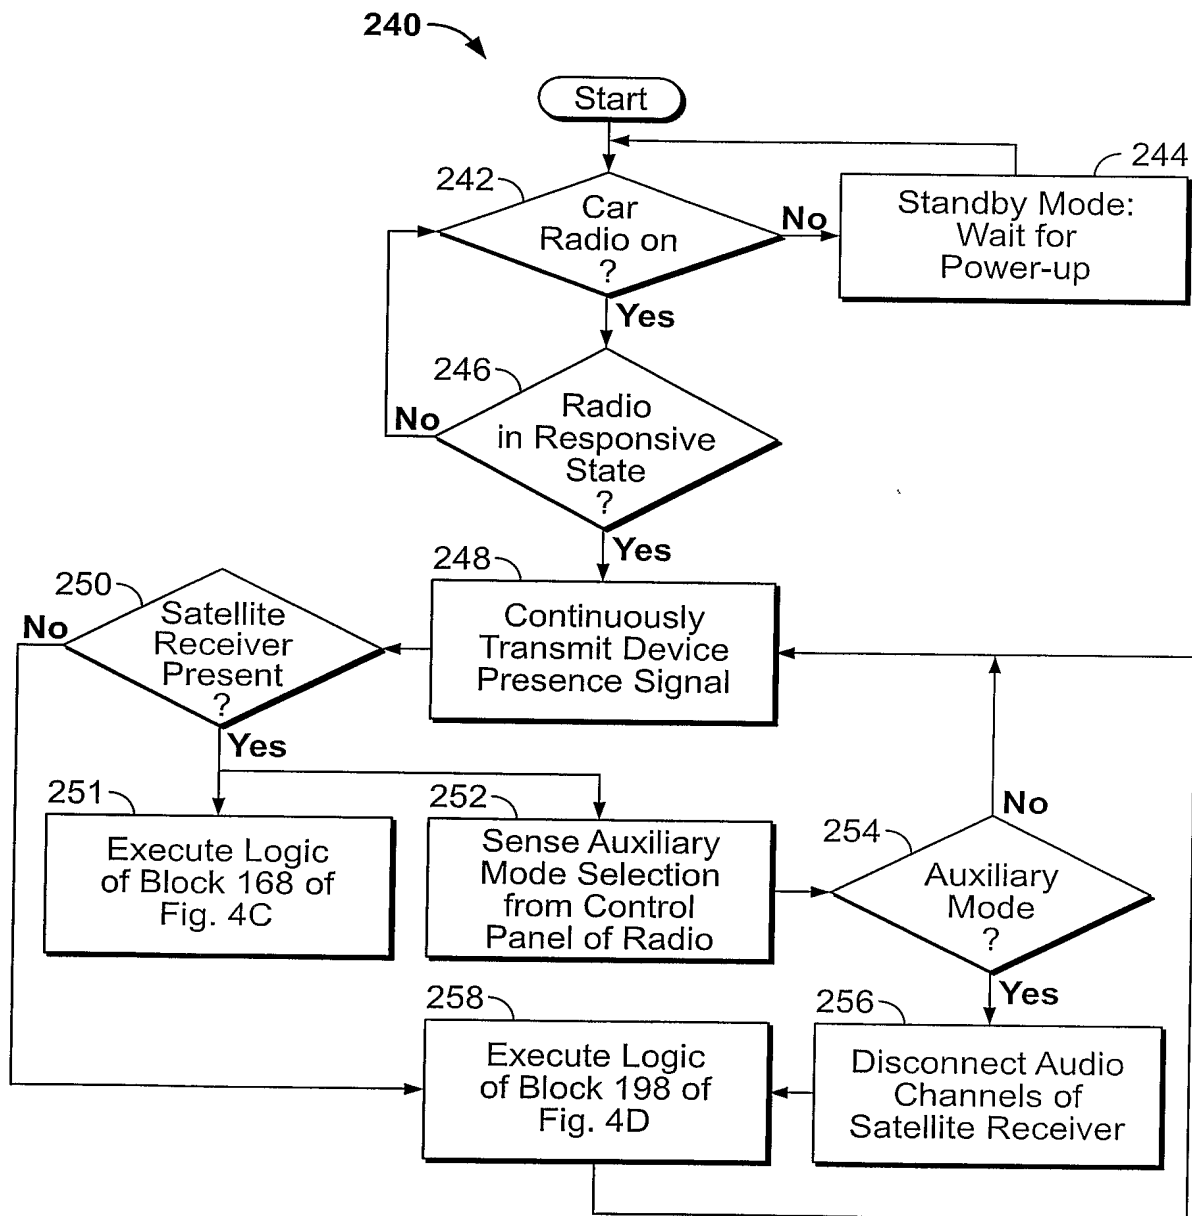 240
Start
242
Car
Radio on
?
No
244
Standby Mode:
Wait for
Power-up
Yes
246
Radio
in Responsive
State
?
No
Yes
248
Continuously
Transmit Device
Presence Signal
250
Satellite
Receiver
Present
?
No
Yes
251
Execute Logic
of Block 168 of
Fig. 4C
252
Sense Auxiliary
Mode Selection
from Control
Panel of Radio
254
Auxiliary
Mode
?
No
Yes
256
Disconnect Audio
Channels of
Satellite Receiver
258
Execute Logic
of Block 198 of
Fig. 4D